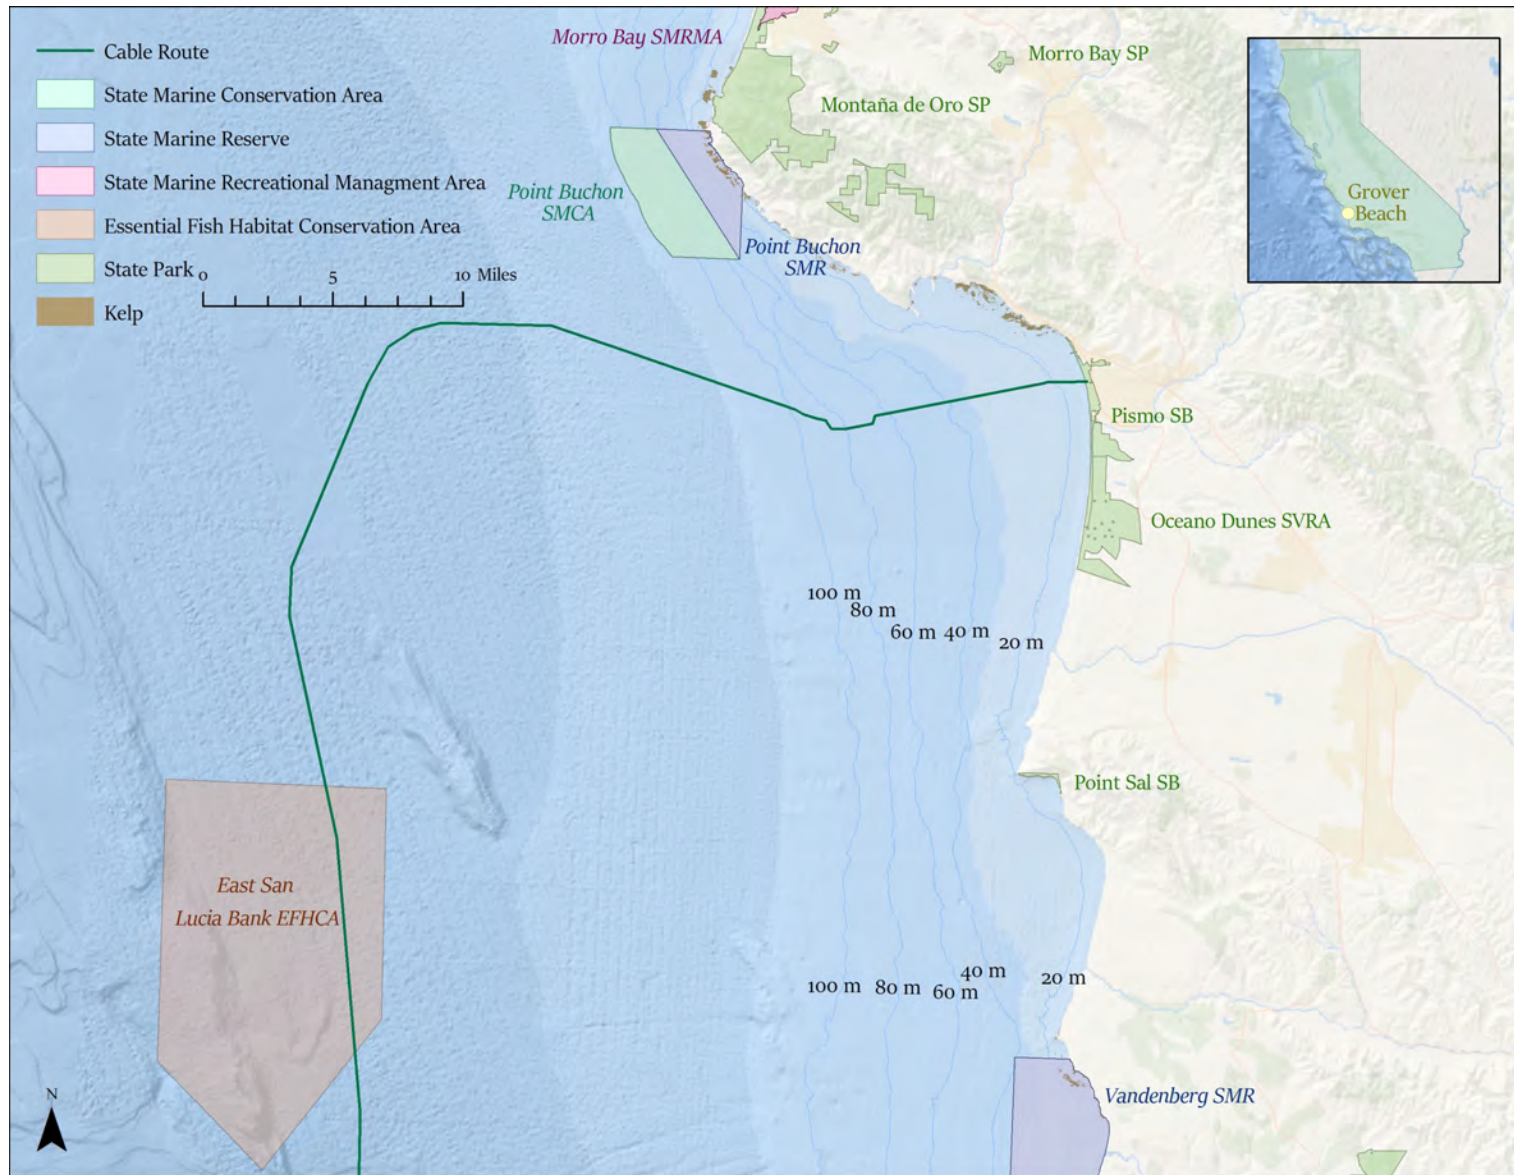 Cable Route
State Marine Conservation Area
State Marine Reserve
State Marine Recreational Managment Area
Essential Fish Habitat Conservation Area
State Park
Kelp
0 5 10 Miles
Morro Bay SMRMA
Morro Bay SP
Montaña de Oro SP
Point Buchon
SMCA
Point Buchon
SMR
Grover
Beach
Pismo SB
Oceano Dunes SVRA
100 m
80 m
60 m
40 m
20 m
Point Sal SB
East San
Lucia Bank EFHCA
100 m
80 m
60 m
40 m
20 m
Vandenberg SMR
N